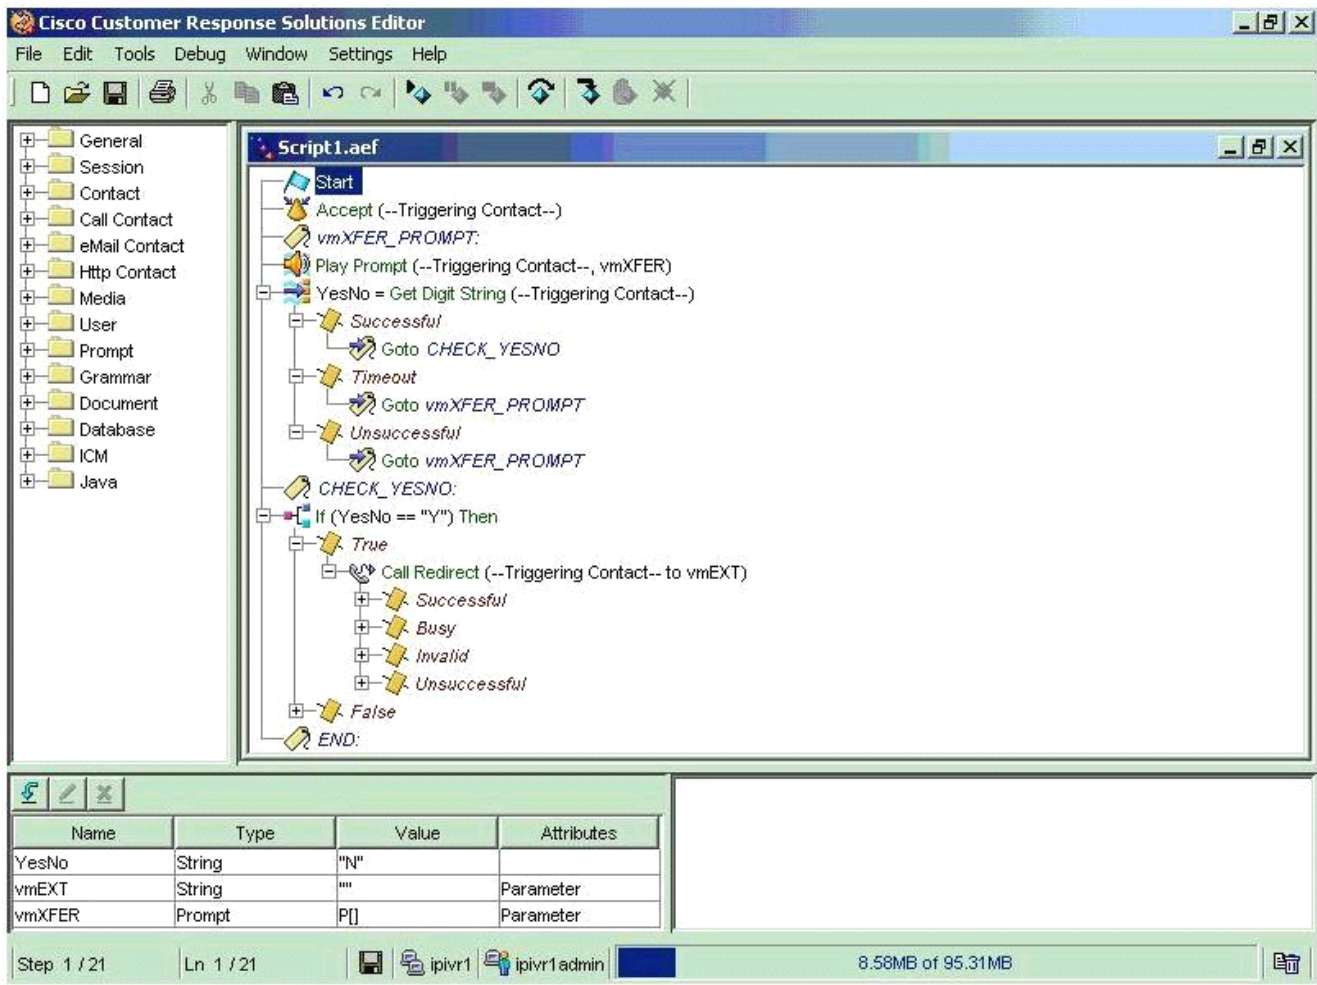 Cisco Customer Response Solutions Editor
File Edit Tools Debug Window Settings Help
General
Session
Contact
Call Contact
eMail Contact
Http Contact
Media
User
Prompt
Grammar
Document
Database
ICM
Java
Script1.aef
Start
Accept (--Triggering Contact--)
vmXFER_PROMPT:
Play Prompt (--Triggering Contact--, vmXFER)
YesNo = Get Digit String (--Triggering Contact--)
Successful
Goto CHECK_YESNO
Timeout
Goto vmXFER_PROMPT
Unsuccessful
Goto vmXFER_PROMPT
CHECK_YESNO:
If (YesNo == "Y") Then
True
Call Redirect (--Triggering Contact-- to vmEXT)
Successful
Busy
Invalid
Unsuccessful
False
END:
Name Type Value Attributes
YesNo String "N"
vmEXT String "" Parameter
vmXFER Prompt P[] Parameter
Step 1 / 21 Ln 1 / 21 ipivr1 ipivr1admin 8.58MB of 95.31MB